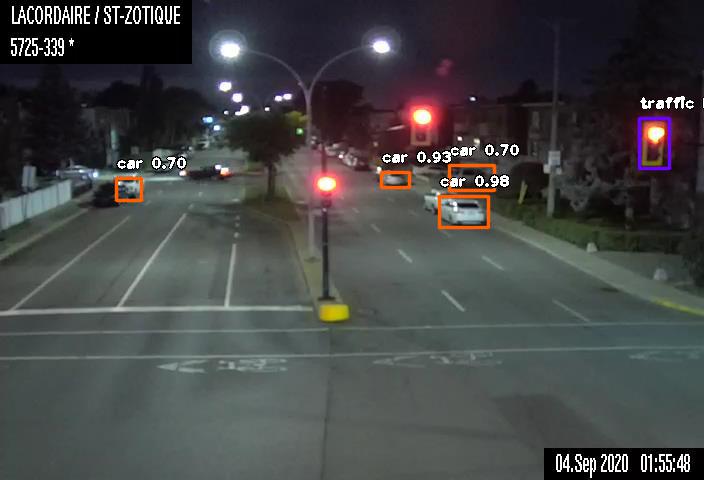 LACORDAIRE / ST-ZOTIQUE
5725-339 *
traffic
car 0.70
car 0.93
car 0.70
car 0.98
04.Sep 2020 01:55:48